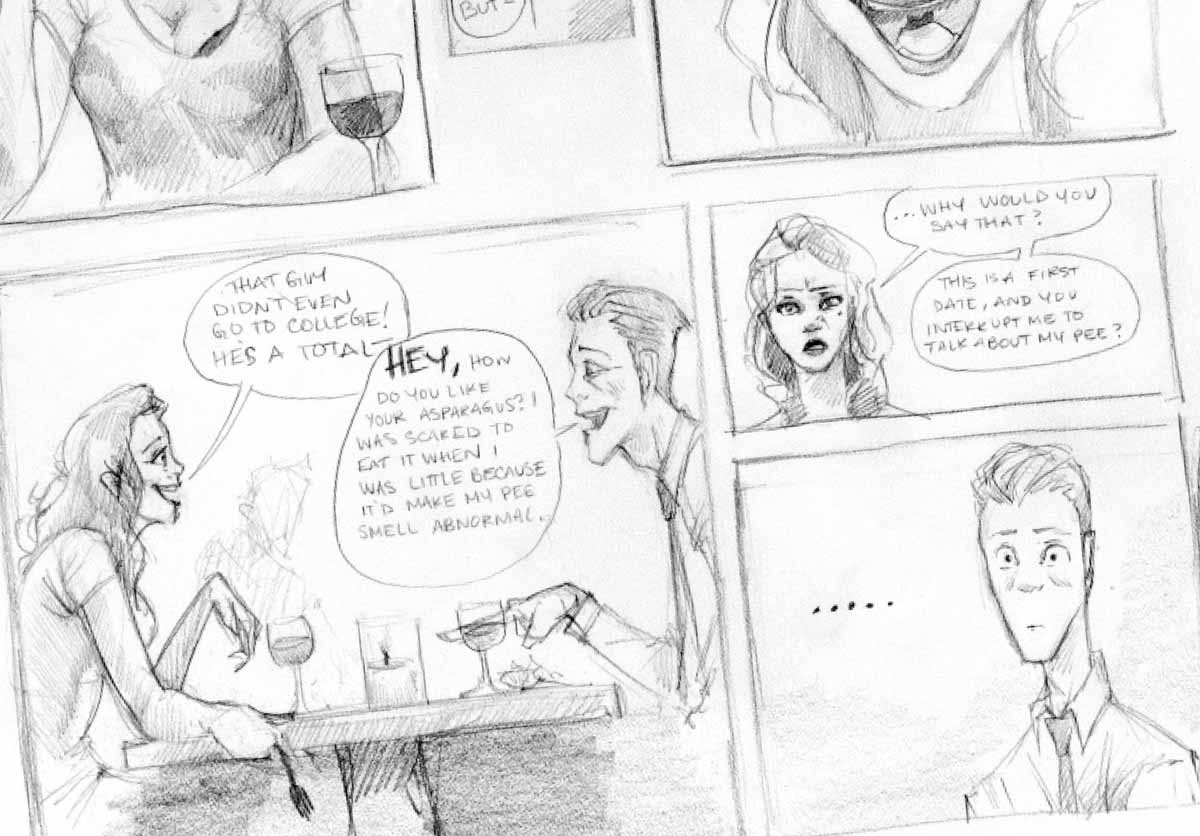 BUT-
THAT GUY
DIDN'T EVEN
GO TO COLLEGE!
HE'S A TOTAL-
HEY, HOW
DO YOU LIKE
YOUR ASPARAGUS? I
WAS SCARED TO
EAT IT WHEN I
WAS LITTLE BECAUSE
IT'D MAKE MY PEE
SMELL ABNORMAL.
...WHY WOULD YOU
SAY THAT?
THIS IS A FIRST
DATE, AND YOU
INTERRUPT ME TO
TALK ABOUT MY PEE?
.....